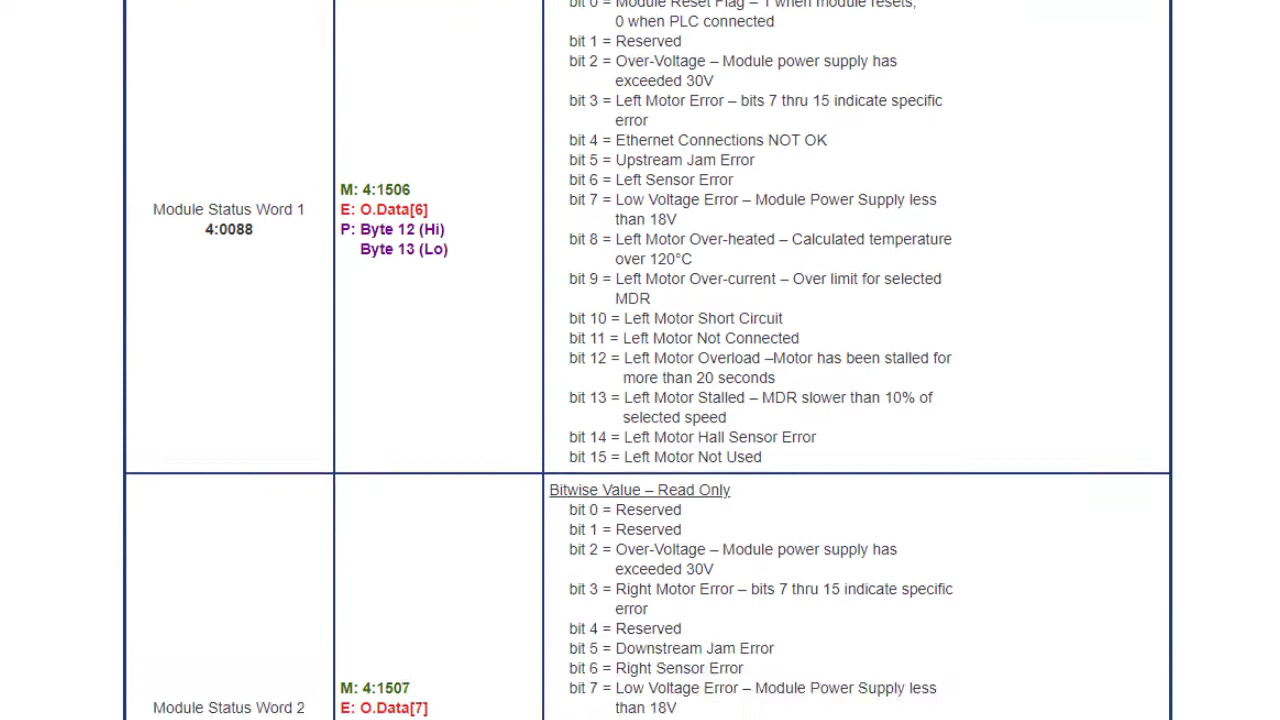 bit 0 = Module Reset Flag – 1 when module resets,
0 when PLC connected
bit 1 = Reserved
bit 2 = Over-Voltage – Module power supply has
exceeded 30V
bit 3 = Left Motor Error – bits 7 thru 15 indicate specific
error
bit 4 = Ethernet Connections NOT OK
bit 5 = Upstream Jam Error
bit 6 = Left Sensor Error
bit 7 = Low Voltage Error – Module Power Supply less
than 18V
bit 8 = Left Motor Over-heated – Calculated temperature
over 120°C
bit 9 = Left Motor Over-current – Over limit for selected
MDR
bit 10 = Left Motor Short Circuit
bit 11 = Left Motor Not Connected
bit 12 = Left Motor Overload –Motor has been stalled for
more than 20 seconds
bit 13 = Left Motor Stalled – MDR slower than 10% of
selected speed
bit 14 = Left Motor Hall Sensor Error
bit 15 = Left Motor Not Used
Module Status Word 1
4:0088
M: 4:1506
E: O.Data[6]
P: Byte 12 (Hi)
Byte 13 (Lo)
Bitwise Value – Read Only
bit 0 = Reserved
bit 1 = Reserved
bit 2 = Over-Voltage – Module power supply has
exceeded 30V
bit 3 = Right Motor Error – bits 7 thru 15 indicate specific
error
bit 4 = Reserved
bit 5 = Downstream Jam Error
bit 6 = Right Sensor Error
bit 7 = Low Voltage Error – Module Power Supply less
than 18V
Module Status Word 2
M: 4:1507
E: O.Data[7]